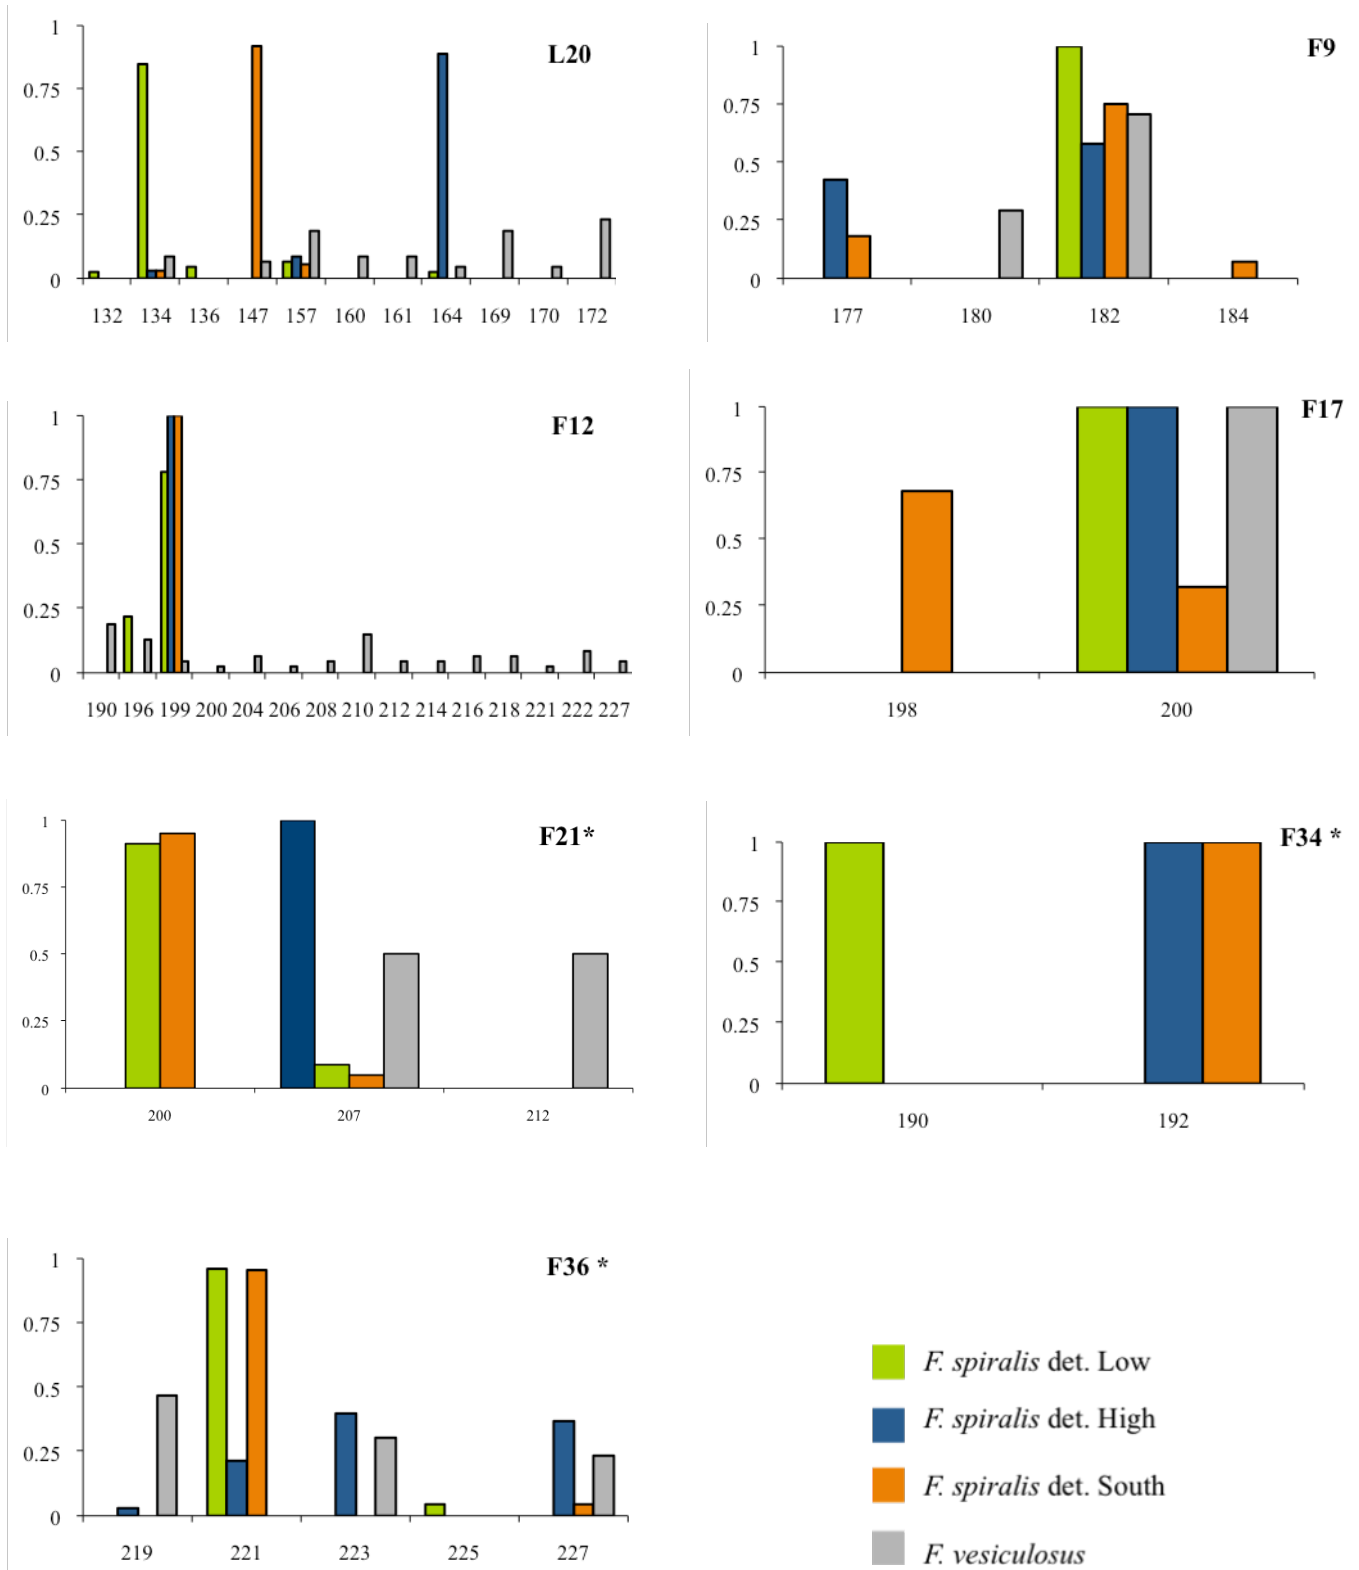 L20
1
0.75
0.5
0.25
0
132 134 136 147 157 160 161 164 169 170 172
F9
1
0.75
0.5
0.25
0
177 180 182 184
F12
1
0.75
0.5
0.25
0
190 196 199 200 204 206 208 210 212 214 216 218 221 222 227
F17
1
0.75
0.5
0.25
0
198 200
F21*
1
0.75
0.5
0.25
0
200 207 212
F34 *
1
0.75
0.5
0.25
0
190 192
F36 *
1
0.75
0.5
0.25
0
219 221 223 225 227
F. spiralis det. Low
F. spiralis det. High
F. spiralis det. South
F. vesiculosus